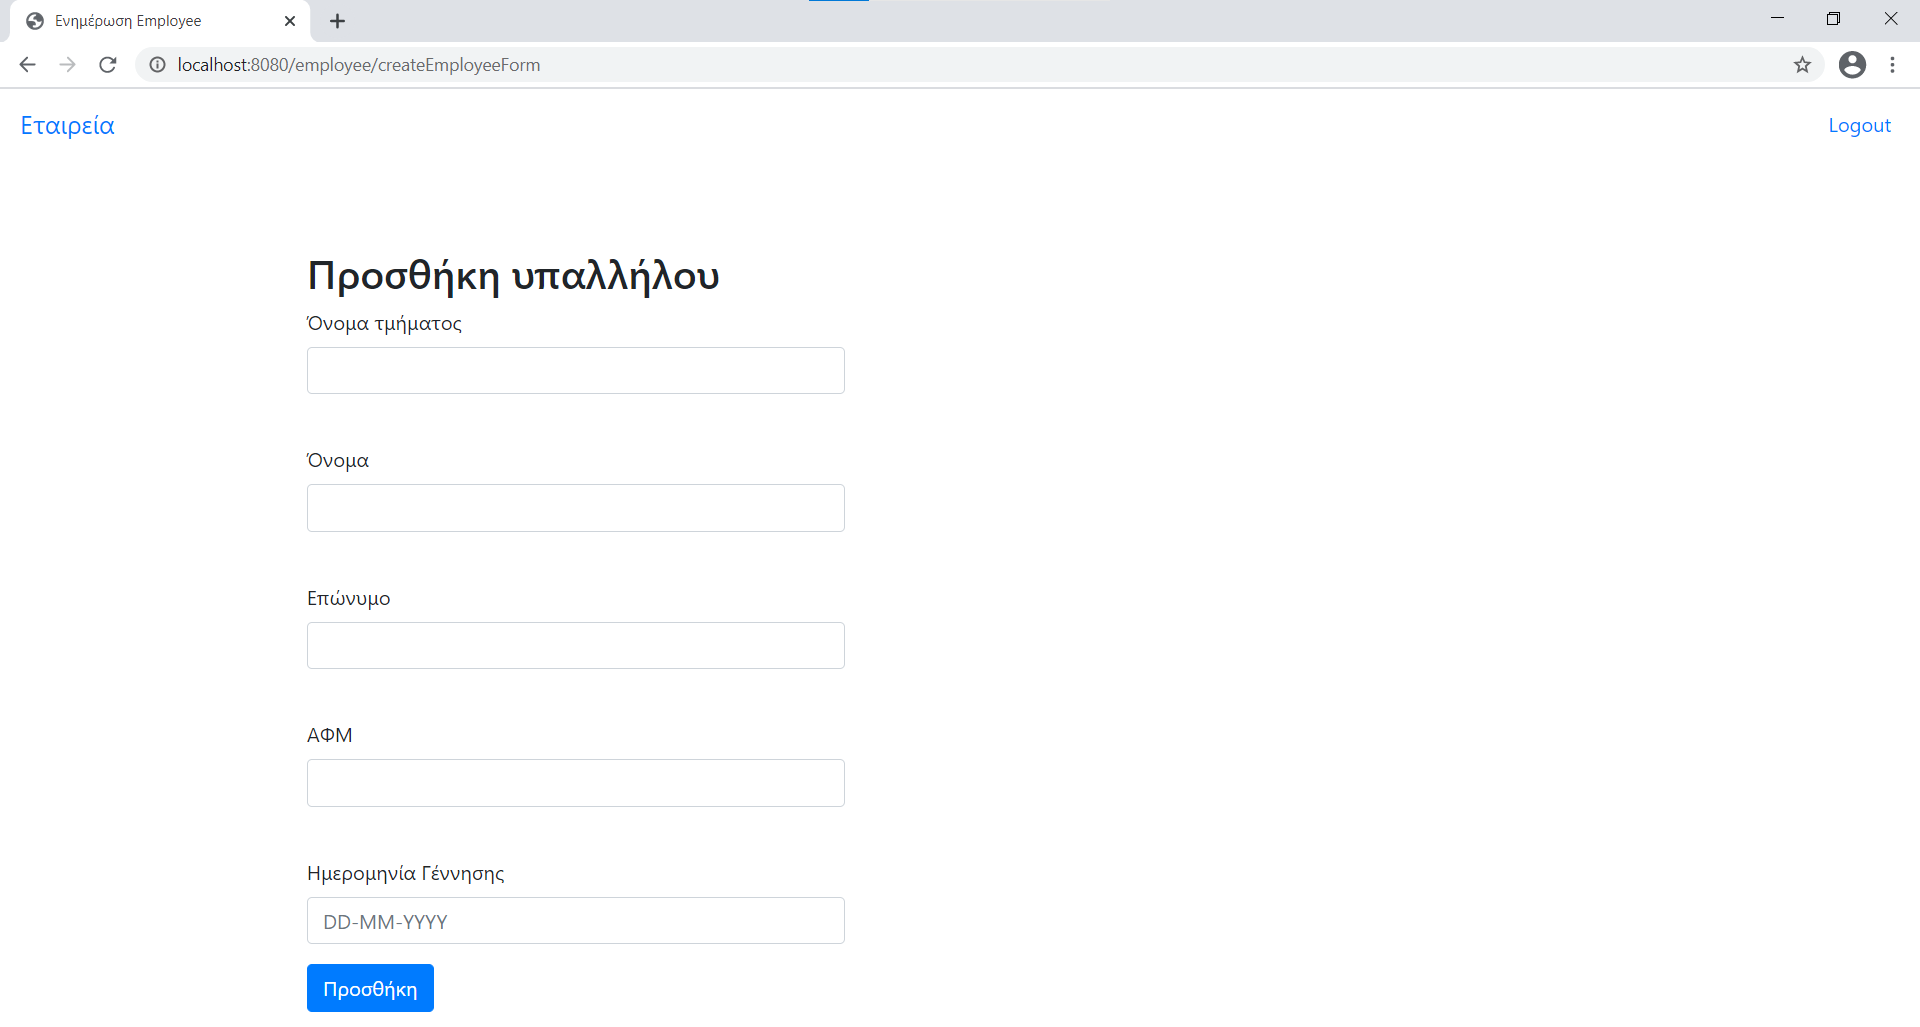 Ενημέρωση Employee
localhost:8080/employee/createEmployeeForm
Εταιρεία
Logout
Προσθήκη υπαλλήλου
Όνομα τμήματος
Όνομα
Επώνυμο
ΑΦΜ
Ημερομηνία Γέννησης
DD-MM-YYYY
Προσθήκη